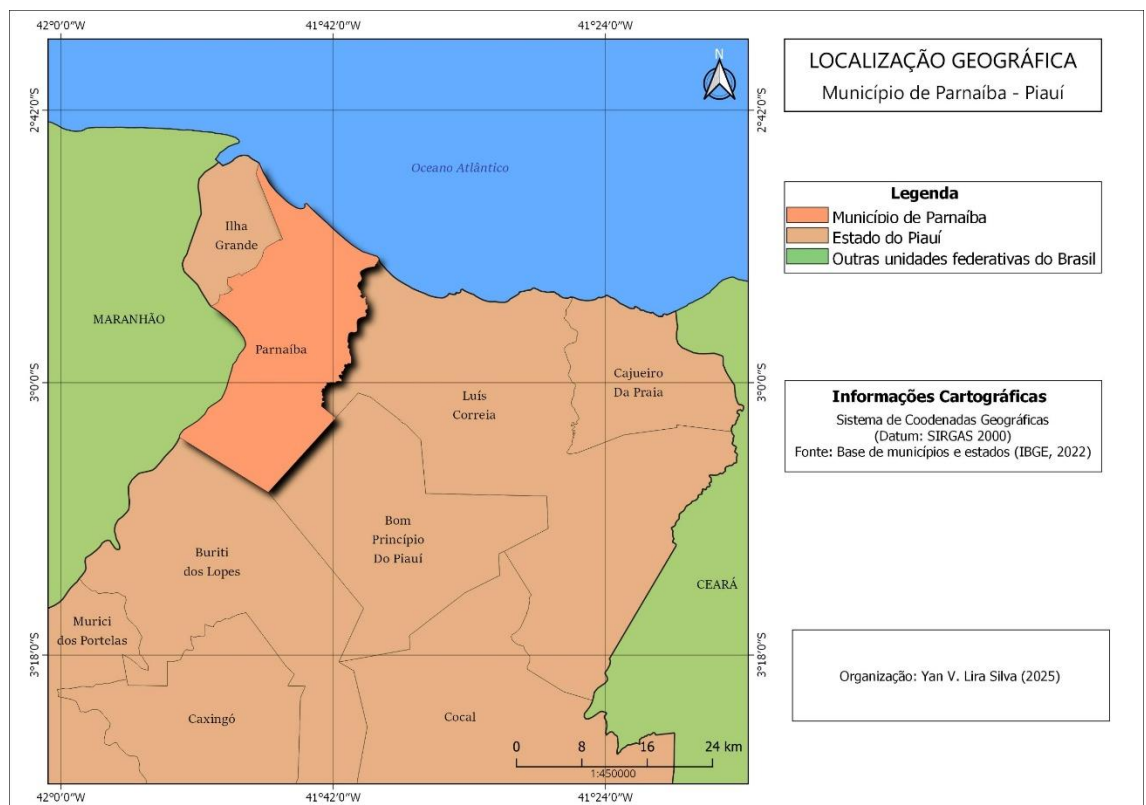 42°0'0"W
41°42'0"W
41°24'0"W
LOCALIZAÇÃO GEOGRÁFICA
Município de Parnaíba - Piauí
N
2°42'0"S
2°42'0"S
Oceano Atlântico
Legenda
Município de Parnaíba
Estado do Piauí
Outras unidades federativas do Brasil
Ilha
Grande
MARANHÃO
Parnaíba
3°0'0"S
3°0'0"S
Cajueiro
Da Praia
Luís
Correia
Informações Cartográficas
Sistema de Coodenadas Geográficas
(Datum: SIRGAS 2000)
Fonte: Base de municípios e estados (IBGE, 2022)
Bom
Princípio
Do Piauí
Buriti
dos Lopes
CEARÁ
Murici
dos Portelas
3°18'0"S
3°18'0"S
Organização: Yan V. Lira Silva (2025)
Caxingó
Cocal
0 8 16 24 km
1:450000
42°0'0"W
41°42'0"W
41°24'0"W